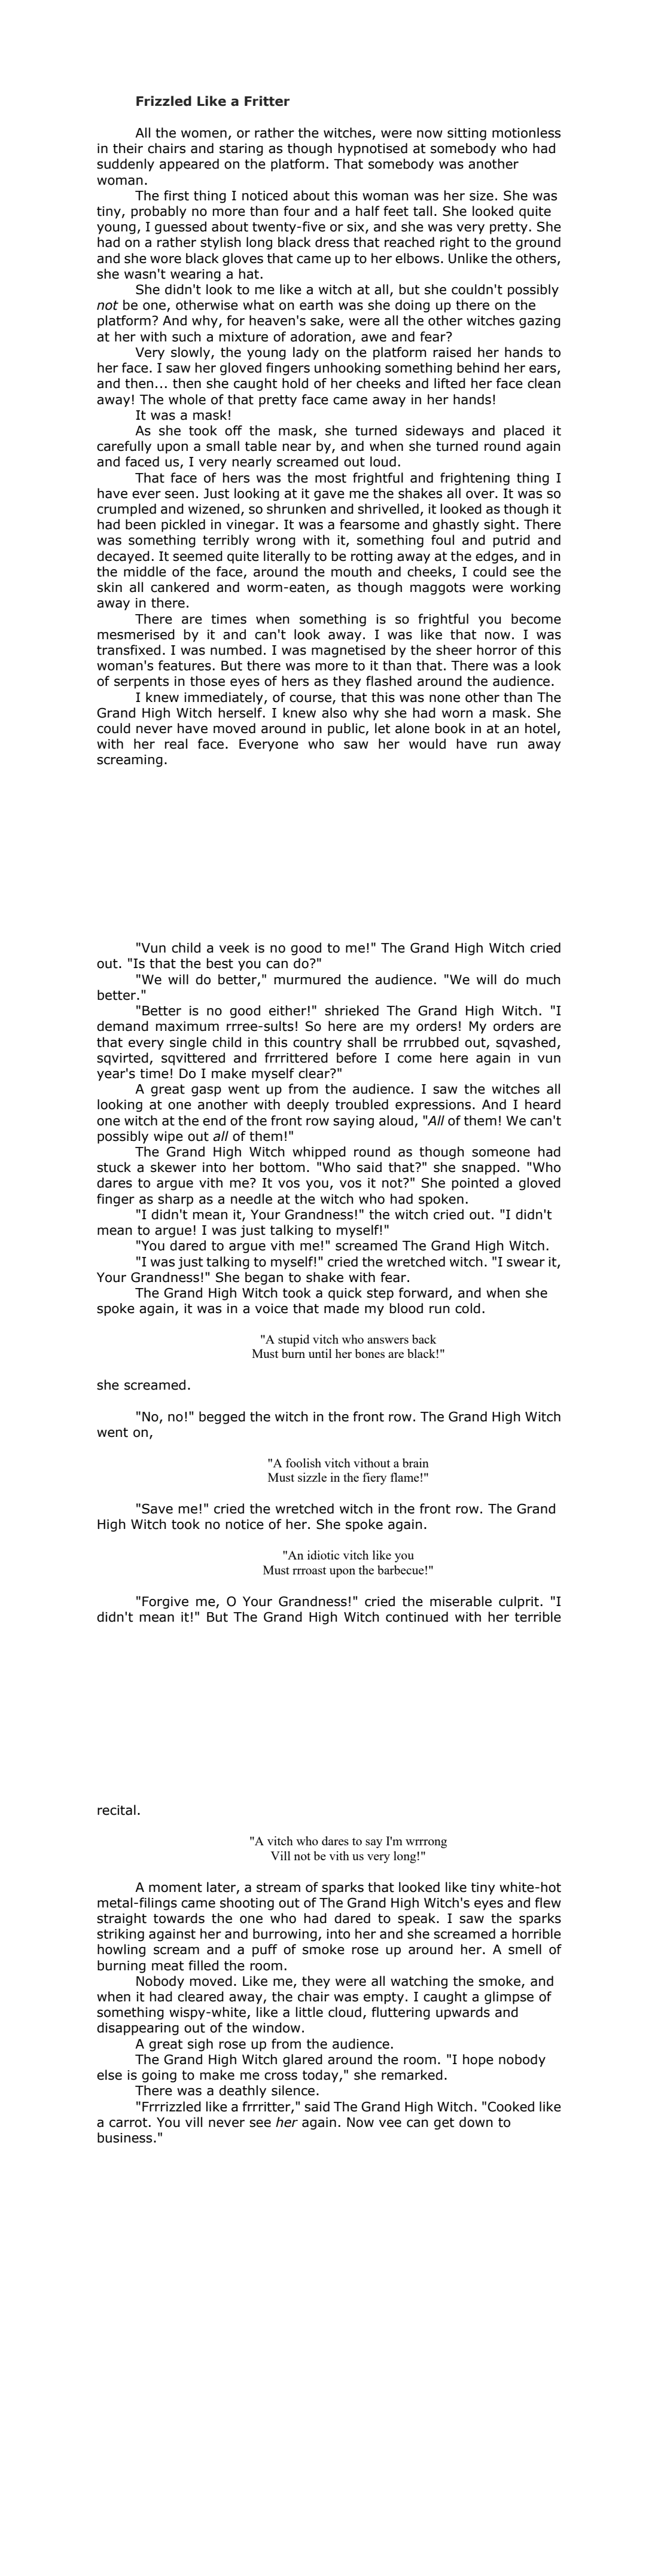 Frizzled Like a Fritter
All the women, or rather the witches, were now sitting motionless
in their chairs and staring as though hypnotised at somebody who had
suddenly appeared on the platform. That somebody was another
woman.
The first thing I noticed about this woman was her size. She was
tiny, probably no more than four and a half feet tall. She looked quite
young, I guessed about twenty-five or six, and she was very pretty. She
had on a rather stylish long black dress that reached right to the ground
and she wore black gloves that came up to her elbows. Unlike the others,
she wasn't wearing a hat.
She didn't look to me like a witch at all, but she couldn't possibly
not be one, otherwise what on earth was she doing up there on the
platform? And why, for heaven's sake, were all the other witches gazing
at her with such a mixture of adoration, awe and fear?
Very slowly, the young lady on the platform raised her hands to
her face. I saw her gloved fingers unhooking something behind her ears,
and then... then she caught hold of her cheeks and lifted her face clean
away! The whole of that pretty face came away in her hands!
It was a mask!
As she took off the mask, she turned sideways and placed it
carefully upon a small table near by, and when she turned round again
and faced us, I very nearly screamed out loud.
That face of hers was the most frightful and frightening thing I
have ever seen. Just looking at it gave me the shakes all over. It was so
crumpled and wizened, so shrunken and shrivelled, it looked as though it
had been pickled in vinegar. It was a fearsome and ghastly sight. There
was something terribly wrong with it, something foul and putrid and
decayed. It seemed quite literally to be rotting away at the edges, and in
the middle of the face, around the mouth and cheeks, I could see the
skin all cankered and worm-eaten, as though maggots were working
away in there.
There are times when something is so frightful you become
mesmerised by it and can't look away. I was like that now. I was
transfixed. I was numbed. I was magnetised by the sheer horror of this
woman's features. But there was more to it than that. There was a look
of serpents in those eyes of hers as they flashed around the audience.
I knew immediately, of course, that this was none other than The
Grand High Witch herself. I knew also why she had worn a mask. She
could never have moved around in public, let alone book in at an hotel,
with her real face. Everyone who saw her would have run away
screaming.
"Vun child a veek is no good to me!" The Grand High Witch cried
out. "Is that the best you can do?"
"We will do better," murmured the audience. "We will do much
better."
"Better is no good either!" shrieked The Grand High Witch. "I
demand maximum rrree-sults! So here are my orders! My orders are
that every single child in this country shall be rrrubbed out, sqvashed,
sqvirted, sqvittered and frrrittered before I come here again in vun
year's time! Do I make myself clear?"
A great gasp went up from the audience. I saw the witches all
looking at one another with deeply troubled expressions. And I heard
one witch at the end of the front row saying aloud, "All of them! We can't
possibly wipe out all of them!"
The Grand High Witch whipped round as though someone had
stuck a skewer into her bottom. "Who said that?" she snapped. "Who
dares to argue vith me? It vos you, vos it not?" She pointed a gloved
finger as sharp as a needle at the witch who had spoken.
"I didn't mean it, Your Grandness!" the witch cried out. "I didn't
mean to argue! I was just talking to myself!"
"You dared to argue vith me!" screamed The Grand High Witch.
"I was just talking to myself!" cried the wretched witch. "I swear it,
Your Grandness!" She began to shake with fear.
The Grand High Witch took a quick step forward, and when she
spoke again, it was in a voice that made my blood run cold.
"A stupid vitch who answers back
Must burn until her bones are black!"
she screamed.
"No, no!" begged the witch in the front row. The Grand High Witch
went on,
"A foolish vitch vithout a brain
Must sizzle in the fiery flame!"
"Save me!" cried the wretched witch in the front row. The Grand
High Witch took no notice of her. She spoke again.
"An idiotic vitch like you
Must rrroast upon the barbecue!"
"Forgive me, O Your Grandness!" cried the miserable culprit. "I
didn't mean it!" But The Grand High Witch continued with her terrible
recital.
"A vitch who dares to say I'm wrrrong
Vill not be vith us very long!"
A moment later, a stream of sparks that looked like tiny white-hot
metal-filings came shooting out of The Grand High Witch's eyes and flew
straight towards the one who had dared to speak. I saw the sparks
striking against her and burrowing, into her and she screamed a horrible
howling scream and a puff of smoke rose up around her. A smell of
burning meat filled the room.
Nobody moved. Like me, they were all watching the smoke, and
when it had cleared away, the chair was empty. I caught a glimpse of
something wispy-white, like a little cloud, fluttering upwards and
disappearing out of the window.
A great sigh rose up from the audience.
The Grand High Witch glared around the room. "I hope nobody
else is going to make me cross today," she remarked.
There was a deathly silence.
"Frrrizzled like a frrritter," said The Grand High Witch. "Cooked like
a carrot. You vill never see her again. Now vee can get down to
business."